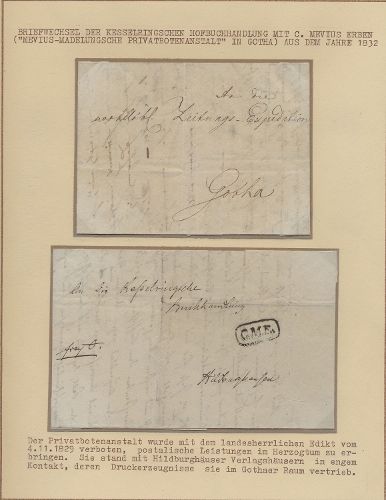 BRIEFWECHSEL DER KESSELRINGSCHEN HOFBUCHHANDLUNG MIT C. MEVIUS ERBEN
("MEVIUS-MADELUNGSCHE PRIVATBOTENANSTALT" IN GOTHA) AUS DEM JAHRE 1832
An die
wohllöbl Zeitungs-Expedition
Gotha
An die Kesselringsche
Buchhandlung
C.M.E.
Hildburghausen
Der Privatbotenanstalt wurde mit dem landesherrlichen Edikt vom
4.11.1829 verboten, postalische Leistungen im Herzogtum zu er-
bringen. Sie stand mit Hildburghäuser Verlagshäusern in engem
Kontakt, deren Druckerzeugnisse sie im Gothaer Raum vertrieb.